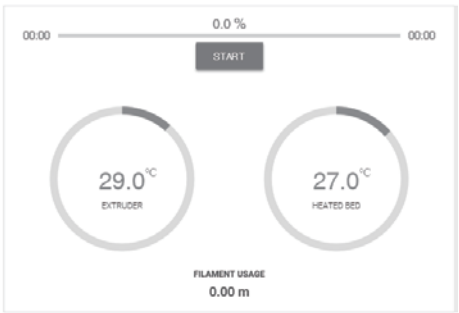 0.0 %
00:00 00:00
START
29.0°C 27.0°C
EXTRUDER HEATED BED
FILAMENT USAGE
0.00 m